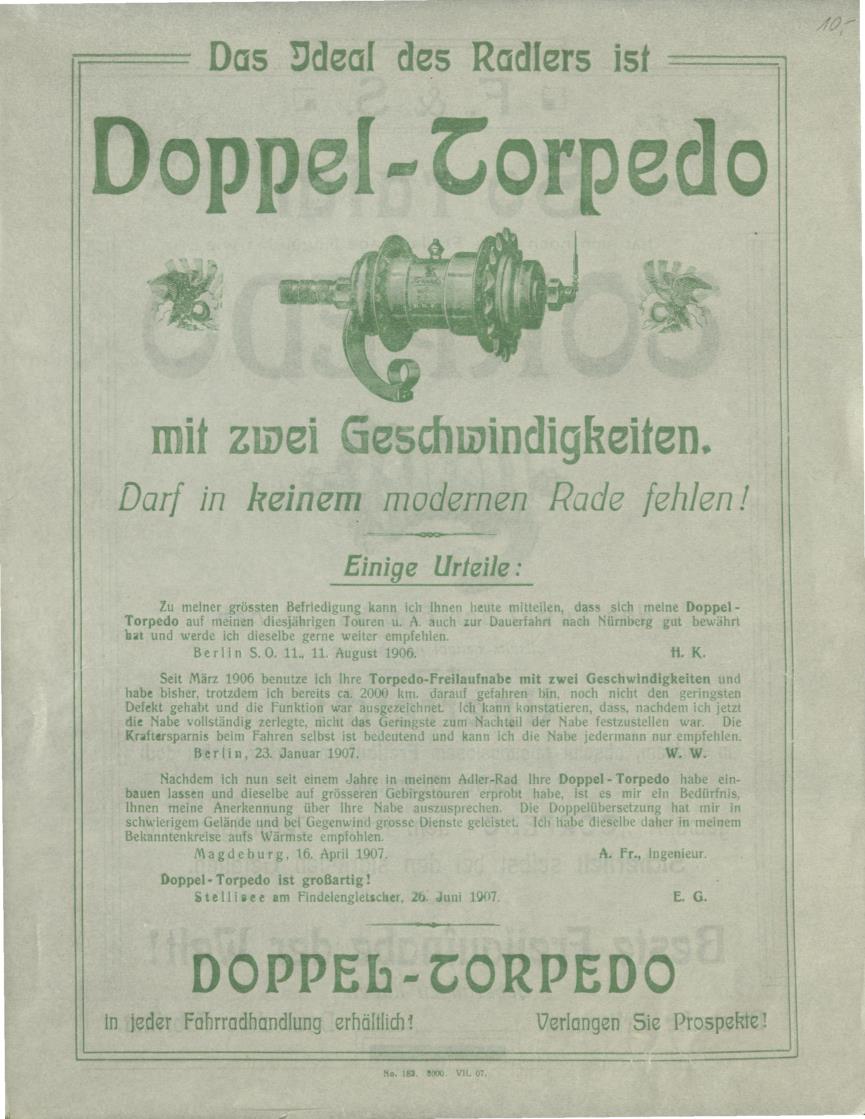 10,-
Das Ideal des Radlers ist
Doppel-Torpedo
mit zwei Geschwindigkeiten.
Darf in keinem modernen Rade fehlen!
Einige Urteile:
Zu meiner grössten Befriedigung kann ich Ihnen heute mitteilen, dass sich meine Doppel-
Torpedo auf meinen diesjährigen Touren u. A. auch zur Dauerfahrt nach Nürnberg gut bewährt
hat und werde ich dieselbe gerne weiter empfehlen.
Berlin S. O. 11., 11. August 1906. H. K.
Seit März 1906 benutze ich Ihre Torpedo-Freilaufnabe mit zwei Geschwindigkeiten und
habe bisher, trotzdem ich bereits ca. 2000 km. darauf gefahren bin, noch nicht den geringsten
Defekt gehabt und die Funktion war ausgezeichnet. Ich kann konstatieren, dass, nachdem ich jetzt
die Nabe vollständig zerlegte, nicht das Geringste zum Nachteil der Nabe festzustellen war. Die
Kraftersparnis beim Fahren selbst ist bedeutend und kann ich die Nabe jedermann nur empfehlen.
Berlin, 23. Januar 1907. W. W.
Nachdem ich nun seit einem Jahre in meinem Adler-Rad Ihre Doppel-Torpedo habe ein-
bauen lassen und dieselbe auf grösseren Gebirgstouren erprobt habe, ist es mir ein Bedürfnis,
Ihnen meine Anerkennung über Ihre Nabe auszusprechen. Die Doppelübersetzung hat mir in
schwierigem Gelände und bei Gegenwind grosse Dienste geleistet. Ich habe dieselbe daher in meinem
Bekanntenkreise aufs Wärmste empfohlen.
Magdeburg, 16. April 1907. A. Fr., Ingenieur.
Doppel-Torpedo ist großartig!
Stellisee am Findelengletscher, 26. Juni 1907. E. G.
DOPPEL-TORPEDO
in jeder Fahrradhandlung erhältlich! Verlangen Sie Prospekte!
No. 182. 5000. VII. 07.